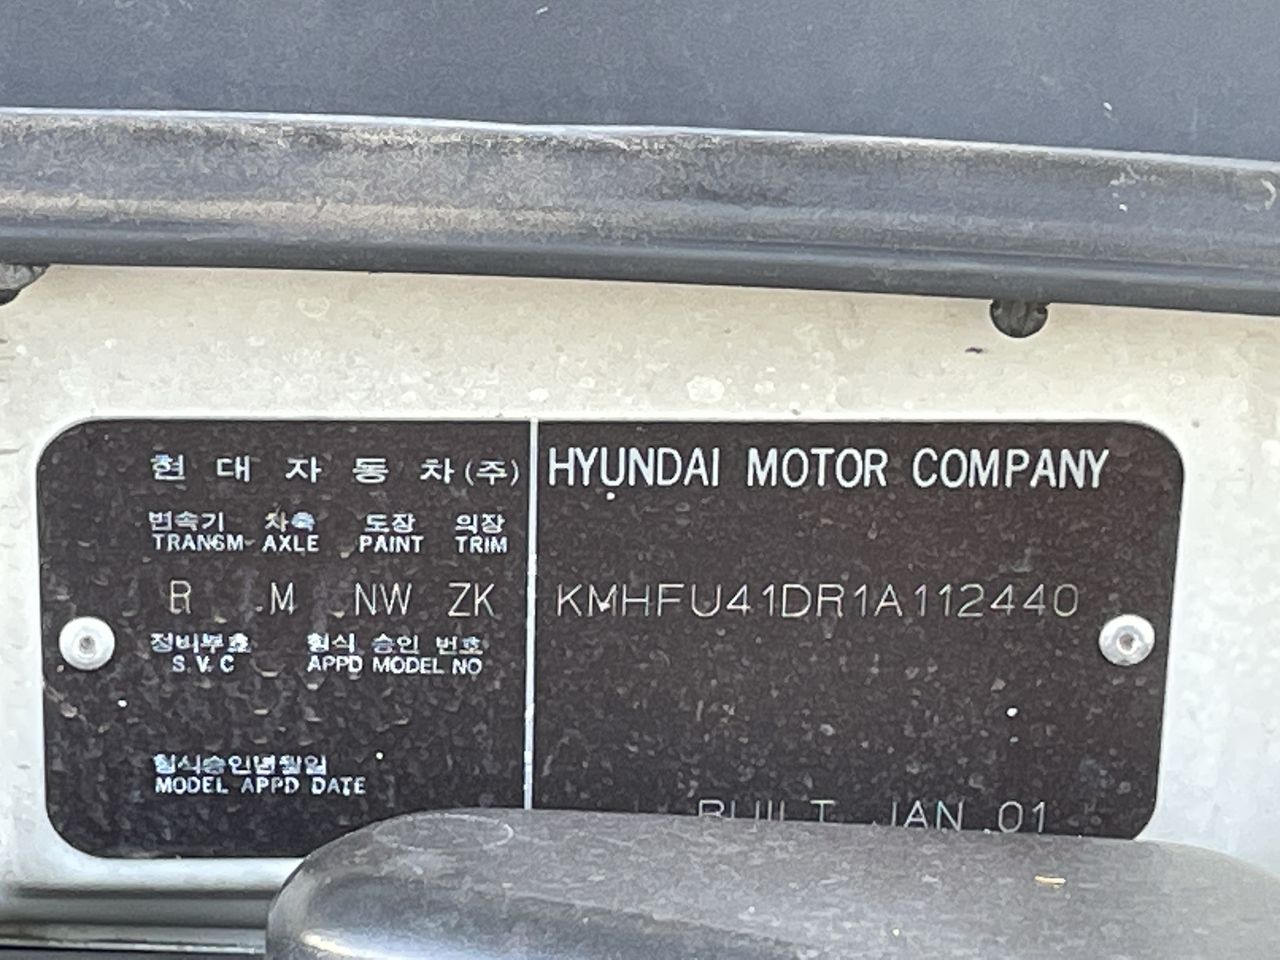 현 대 자 동 차 (주)
HYUNDAI MOTOR COMPANY
변속기 차축 도장 의장
TRANSM AXLE PAINT TRIM
R M NW ZK
KMHFU41DR1A112440
정비부호 형식 승인 번호
S.V.C APPD MODEL NO
형식승인년월일
MODEL APPD DATE
BUILT JAN 01